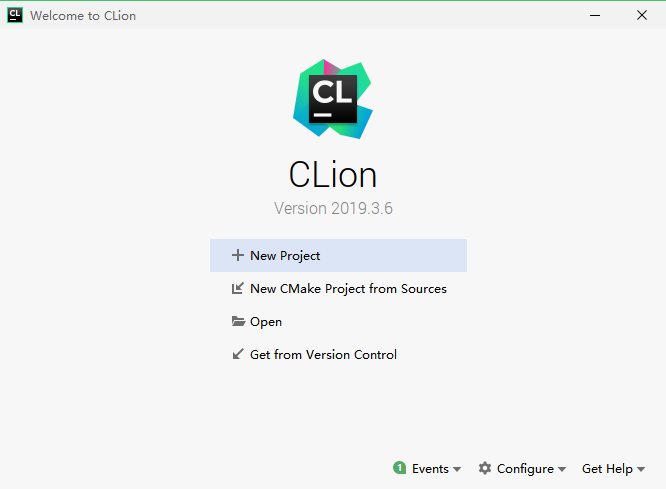 CL Welcome to CLion
CL
CLion
Version 2019.3.6
New Project
New CMake Project from Sources
Open
Get from Version Control
1 Events Configure Get Help